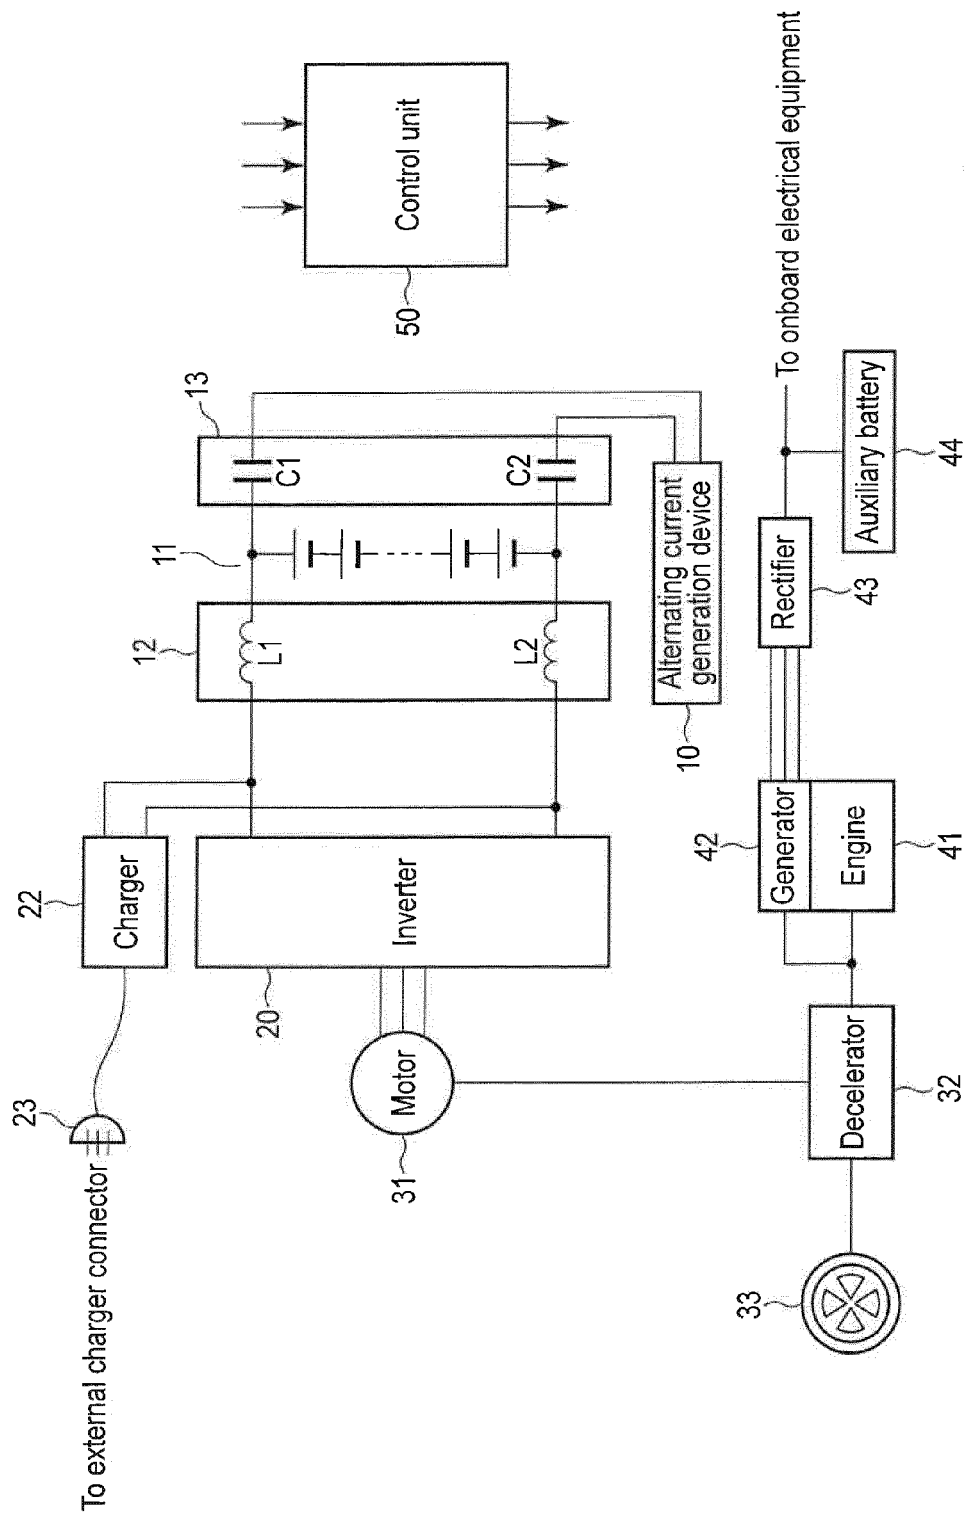 To external charger connector
23
22
Charger
20
Inverter
31
Motor
12
L1
L2
11
13
C1
C2
50
Control unit
10
Alternating current
generation device
33
32
Decelerator
42
Generator
Engine
41
Rectifier
43
To onboard electrical equipment
Auxiliary battery
44